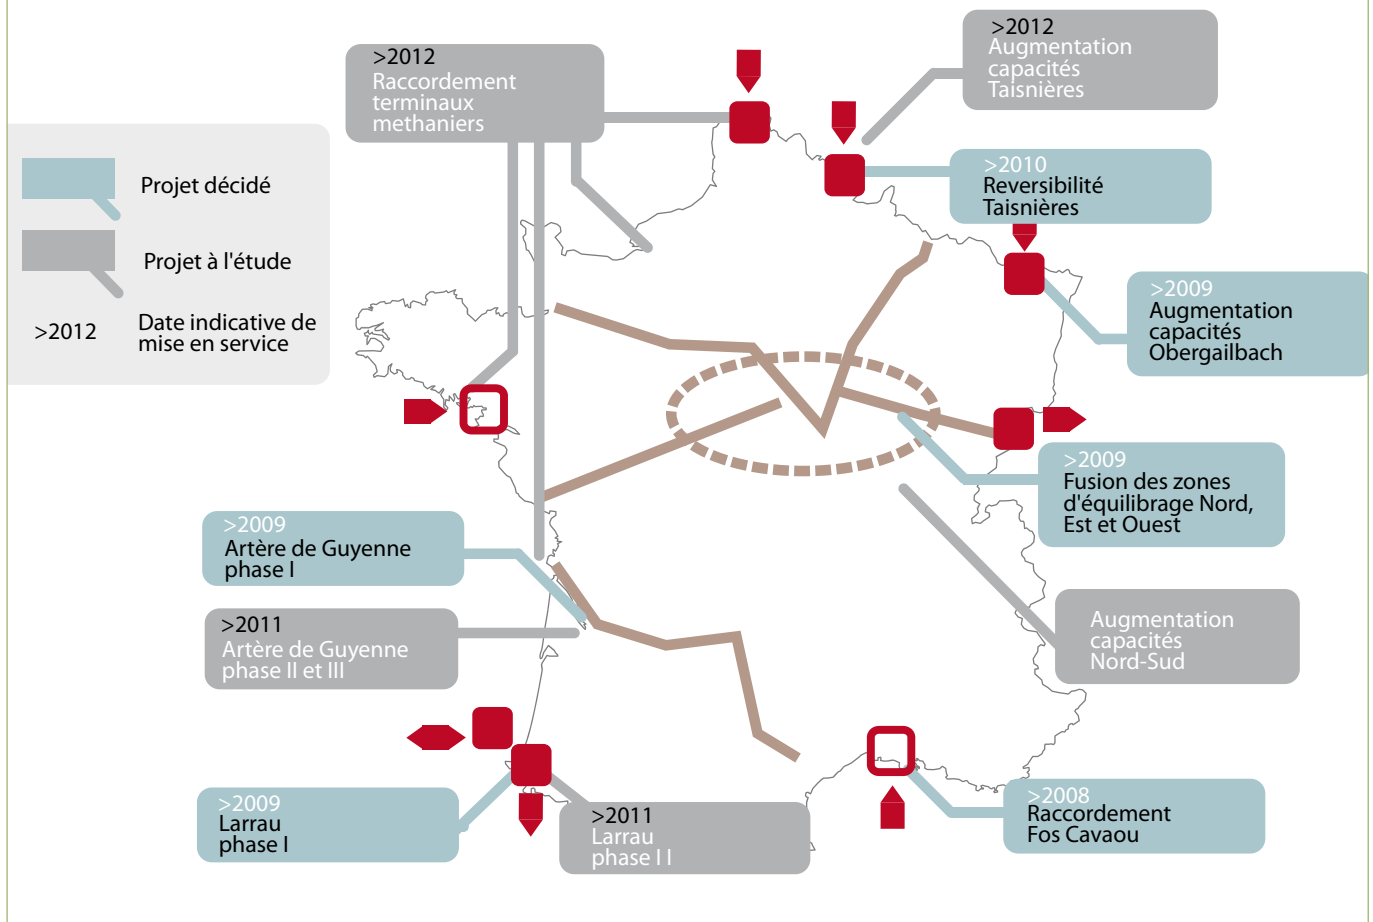 >2012
Raccordement
terminaux
methaniers
>2012
Augmentation
capacités
Taisnières
Projet décidé
Projet à l'étude
>2012
Date indicative de
mise en service
>2010
Reversibilité
Taisnières
>2009
Augmentation
capacités
Obergailbach
>2009
Fusion des zones
d'équilibrage Nord,
Est et Ouest
>2009
Artère de Guyenne
phase I
>2011
Artère de Guyenne
phase II et III
Augmentation
capacités
Nord-Sud
>2009
Larrau
phase I
>2011
Larrau
phase I I
>2008
Raccordement
Fos Cavaou